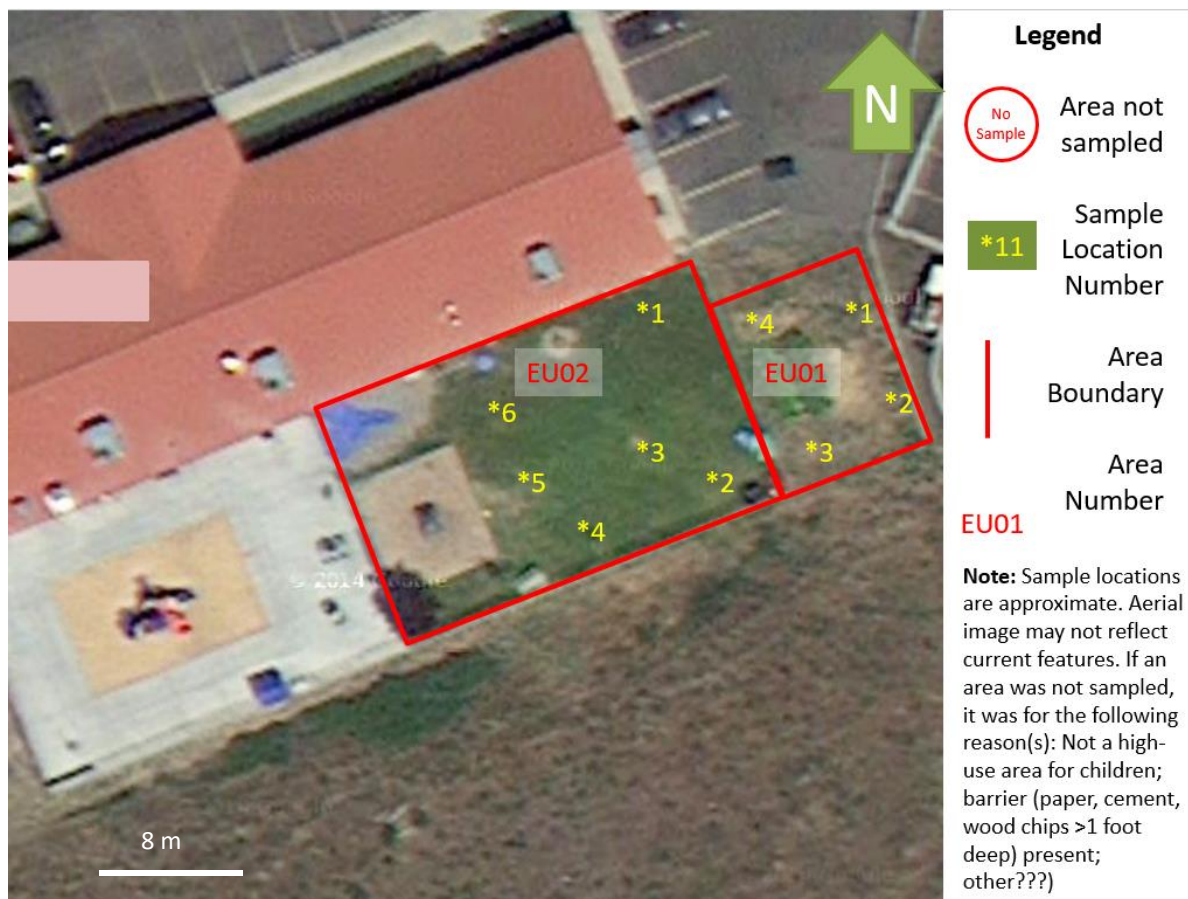 N
*1
*4
*1
EU02
EU01
*6
*2
*3
*3
*5
*2
*4
© 2014 Google
8 m
Legend
No
Sample
Area not
sampled
*11
Sample
Location
Number
Area
Boundary
Area
Number
EU01
Note: Sample locations
are approximate. Aerial
image may not reflect
current features. If an
area was not sampled,
it was for the following
reason(s): Not a high-
use area for children;
barrier (paper, cement,
wood chips >1 foot
deep) present;
other???)